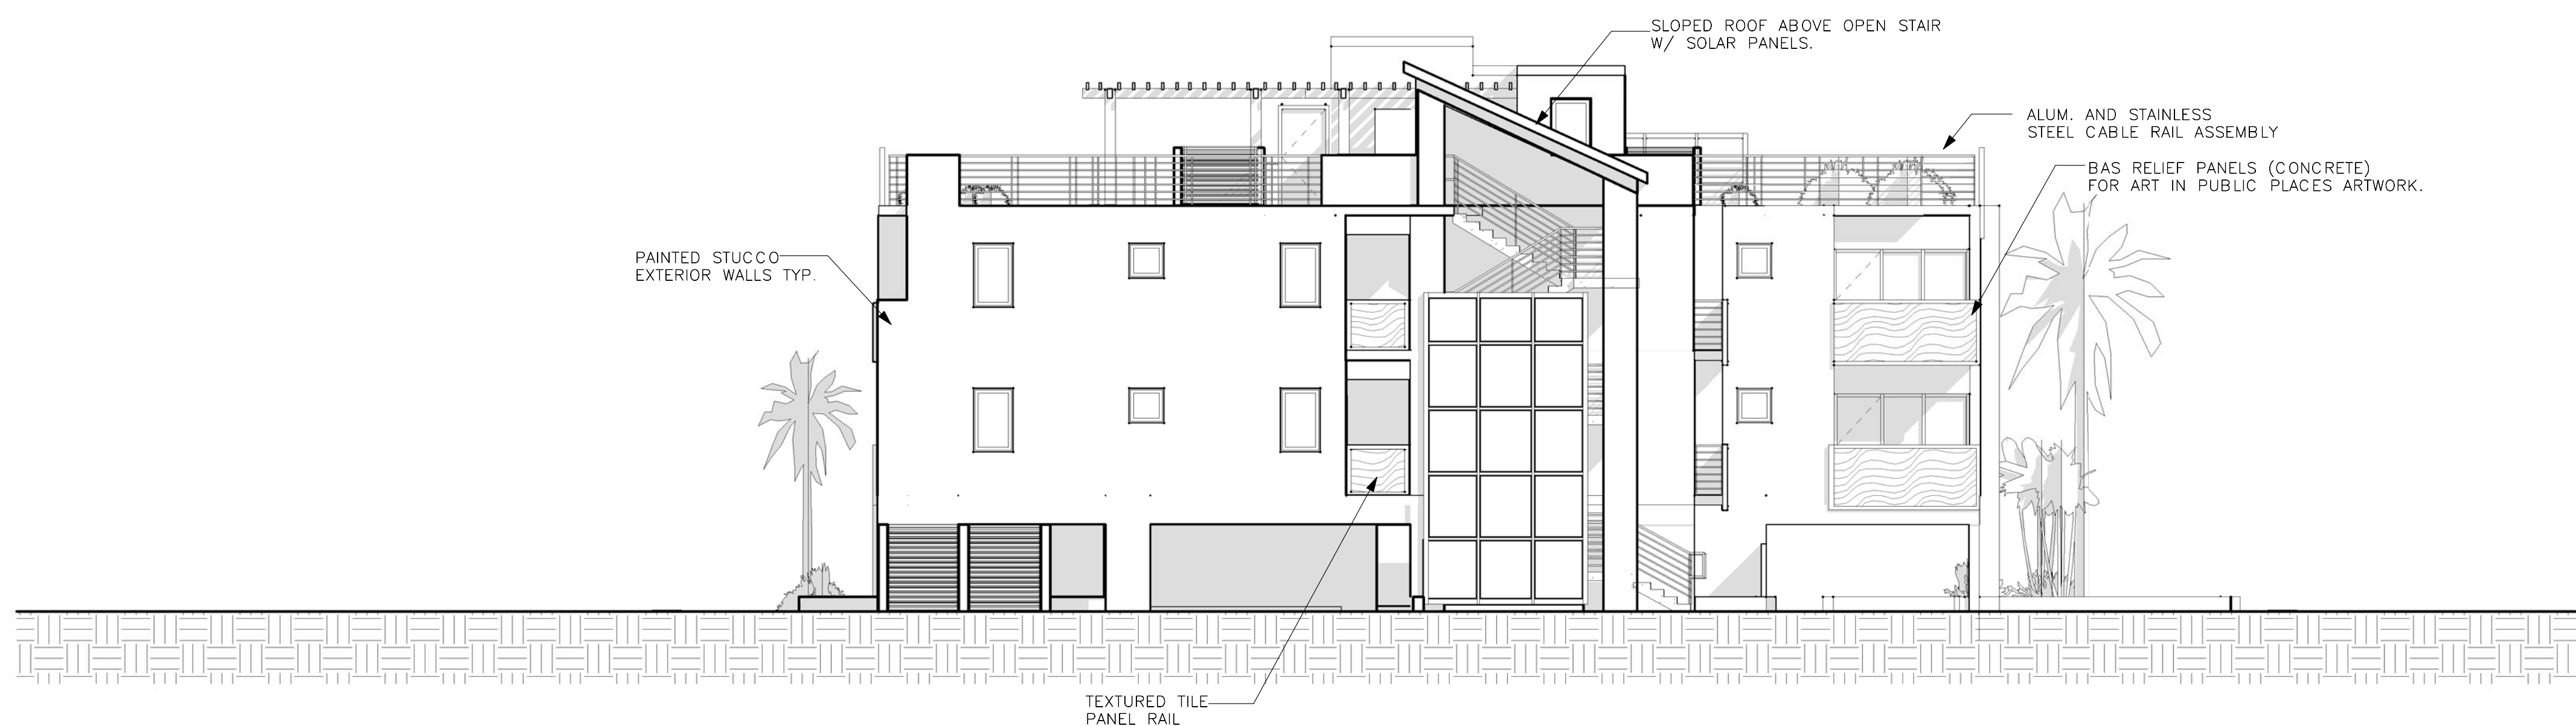 SLOPED ROOF ABOVE OPEN STAIR
W/ SOLAR PANELS.
ALUM. AND STAINLESS
STEEL CABLE RAIL ASSEMBLY
BAS RELIEF PANELS (CONCRETE)
FOR ART IN PUBLIC PLACES ARTWORK.
PAINTED STUCCO
EXTERIOR WALLS TYP.
TEXTURED TILE
PANEL RAIL